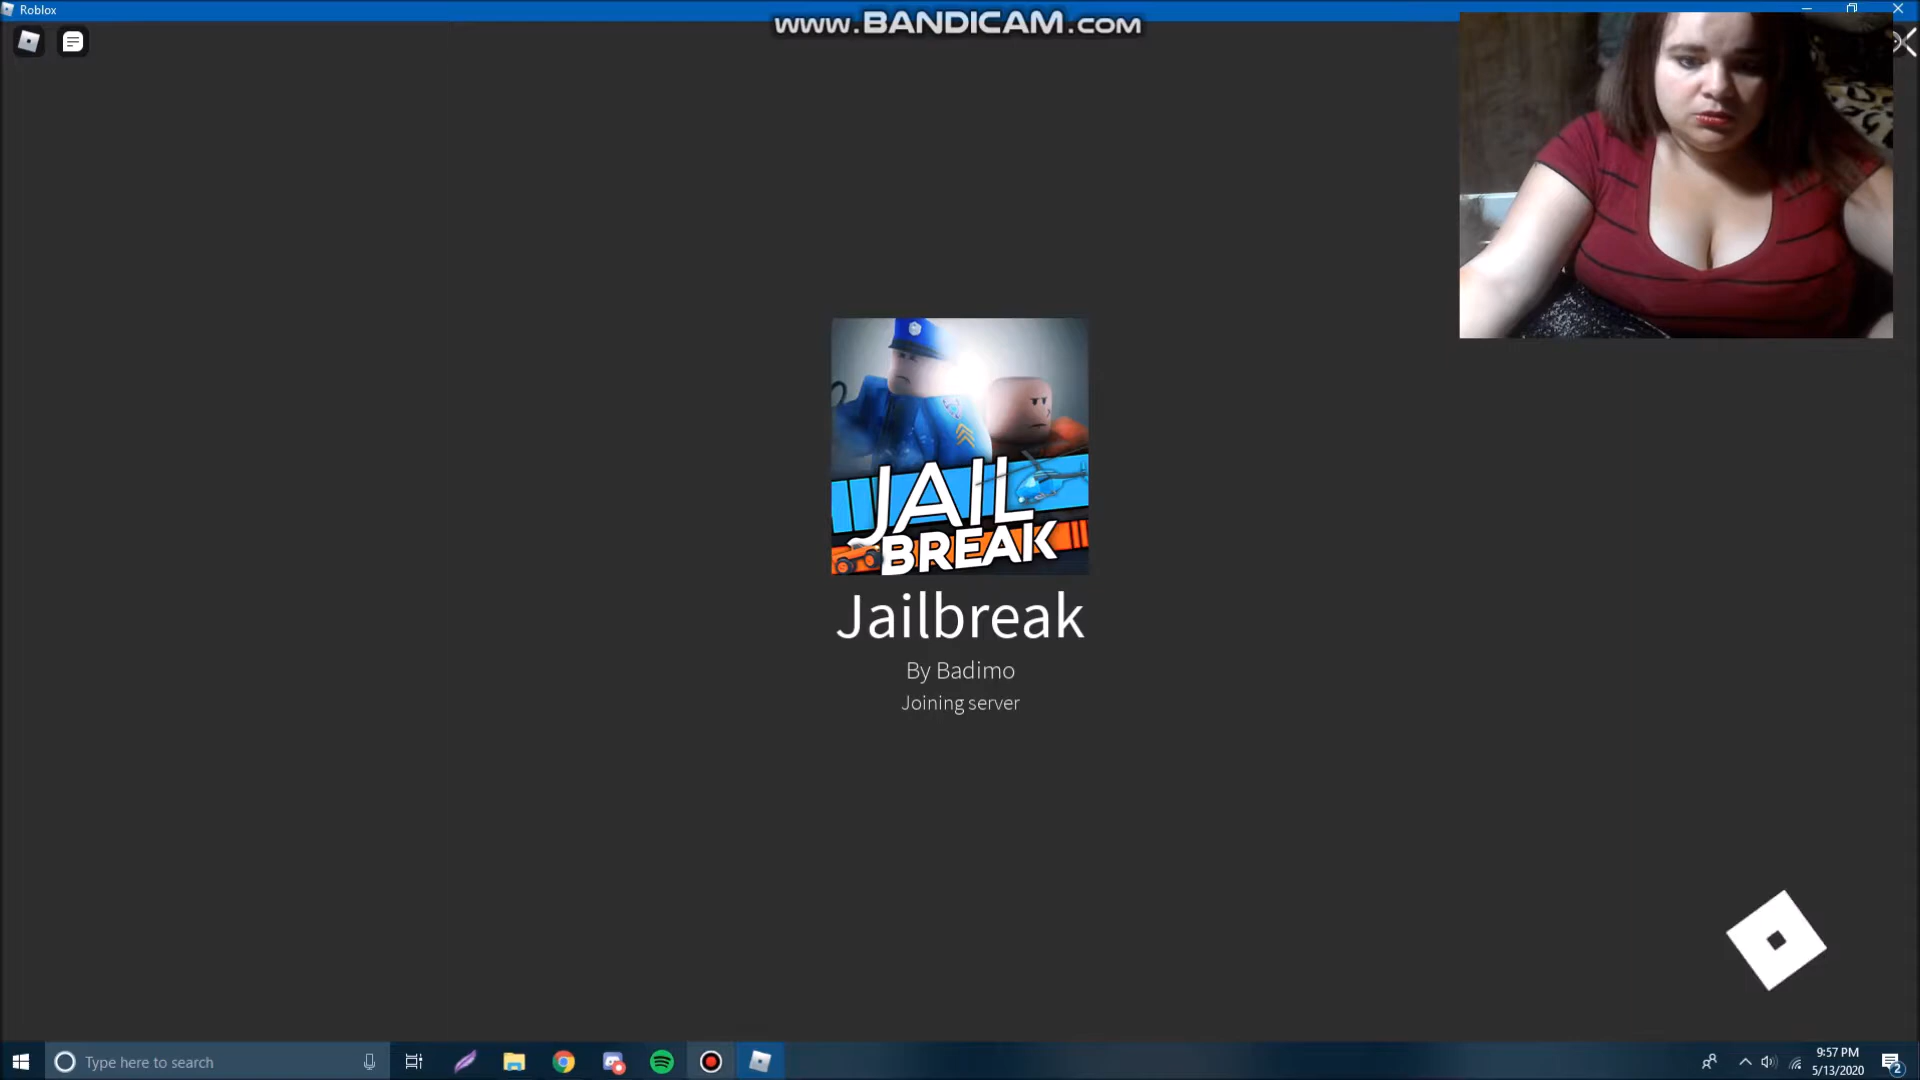 Roblox
www.BANDICAM.com
JAIL
BREAK
Jailbreak
By Badimo
Joining server
Type here to search
9:57 PM
5/13/2020
2